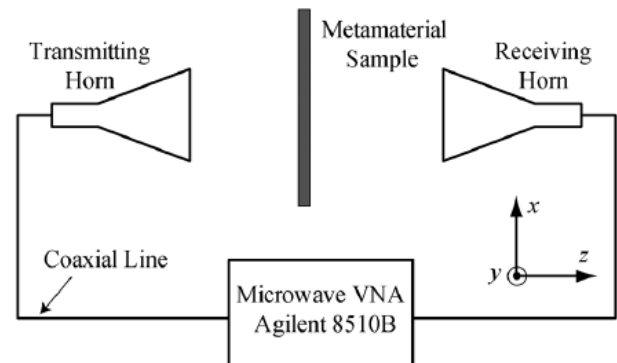 Transmitting
Horn
Metamaterial
Sample
Receiving
Horn
x
y
z
Coaxial Line
Microwave VNA
Agilent 8510B